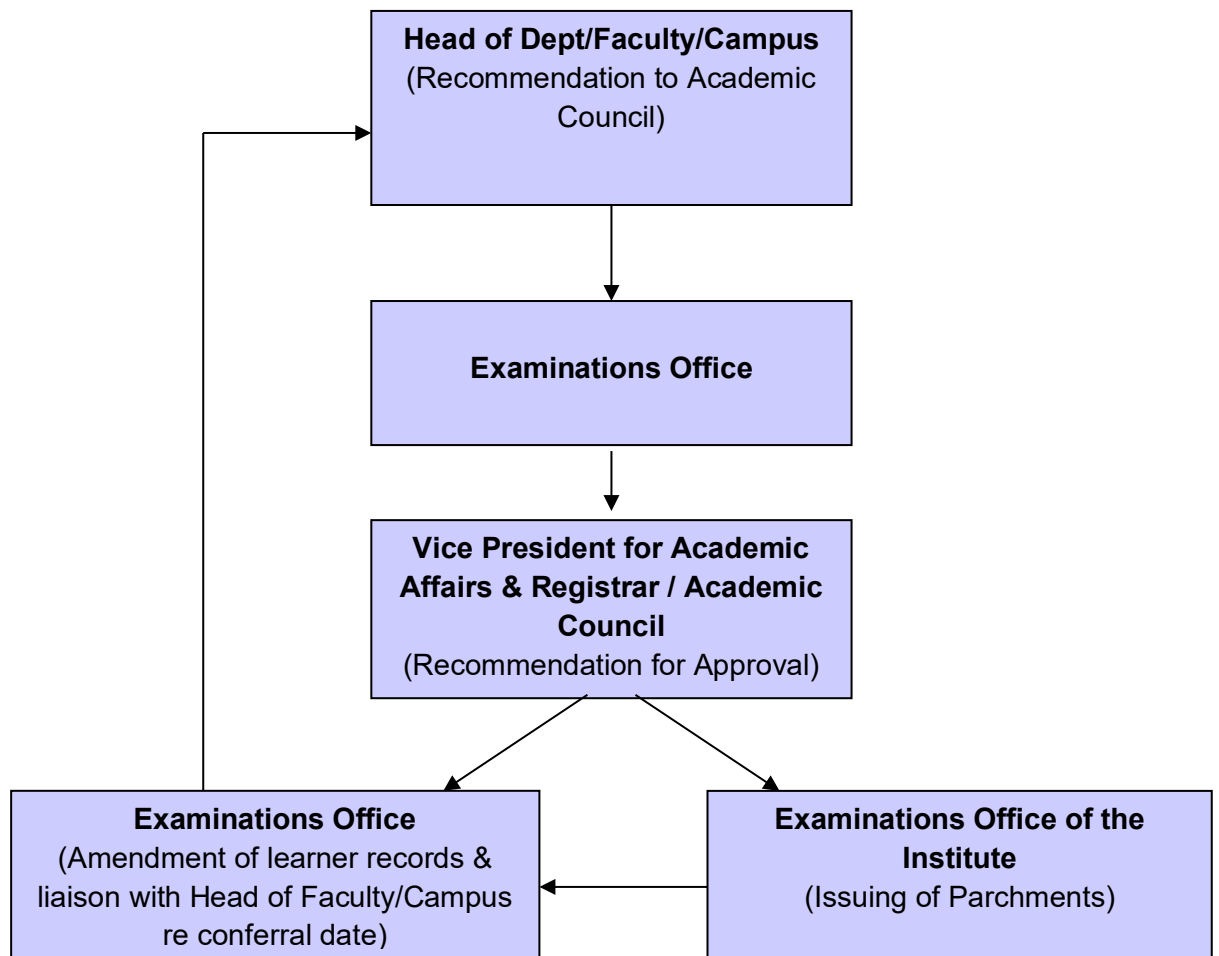 Head of Dept/Faculty/Campus
(Recommendation to Academic
Council)
Examinations Office
Vice President for Academic
Affairs & Registrar / Academic
Council
(Recommendation for Approval)
Examinations Office
(Amendment of learner records &
liaison with Head of Faculty/Campus
re conferral date)
Examinations Office of the
Institute
(Issuing of Parchments)